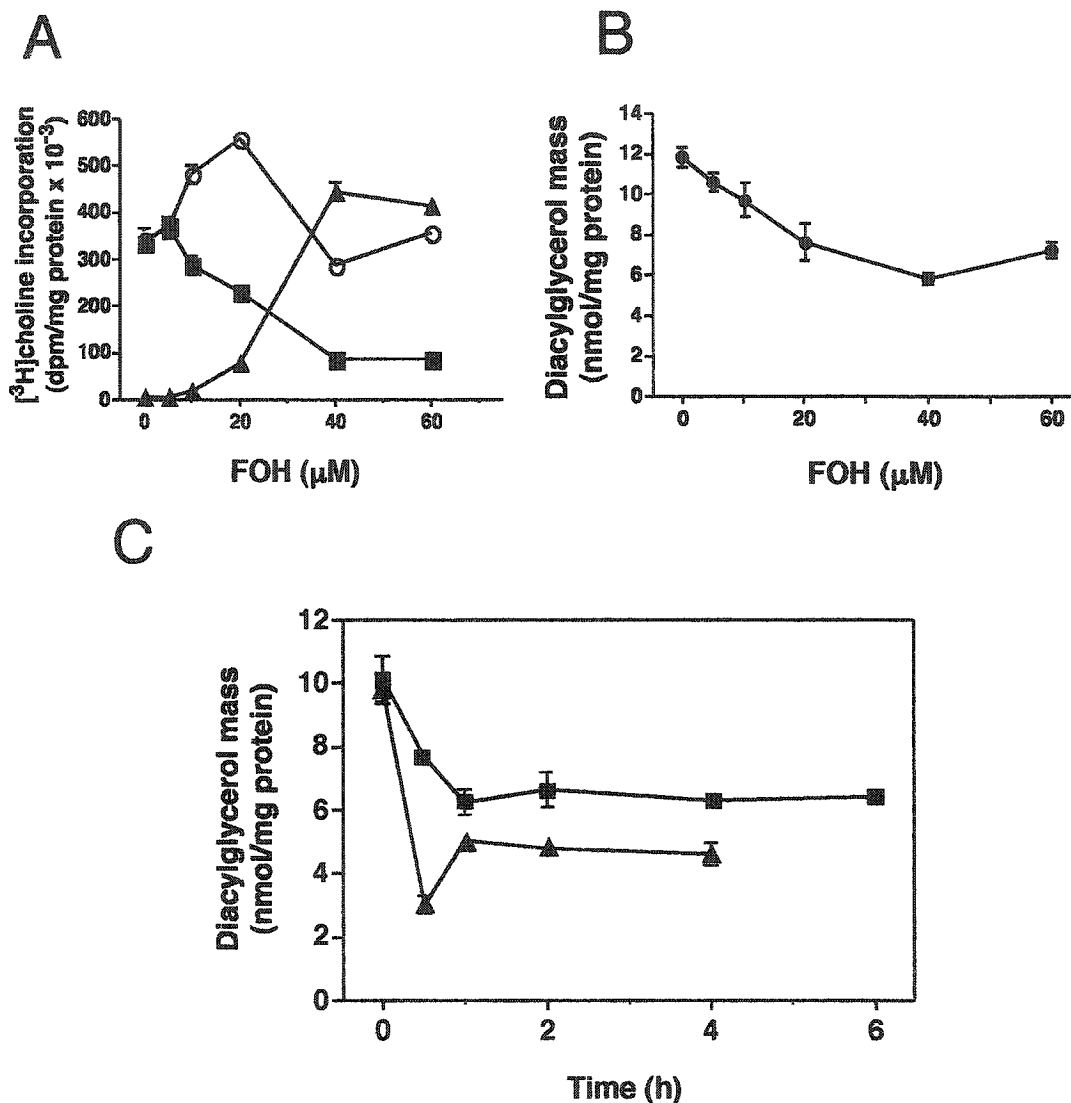 A
[³H]choline incorporation
(dpm/mg protein x 10⁻³)
600
500
400
300
200
100
0
0 20 40 60
FOH (μM)
B
Diacylglycerol mass
(nmol/mg protein)
14
12
10
8
6
4
2
0
0 20 40 60
FOH (μM)
C
Diacylglycerol mass
(nmol/mg protein)
12
10
8
6
4
2
0
0 2 4 6
Time (h)